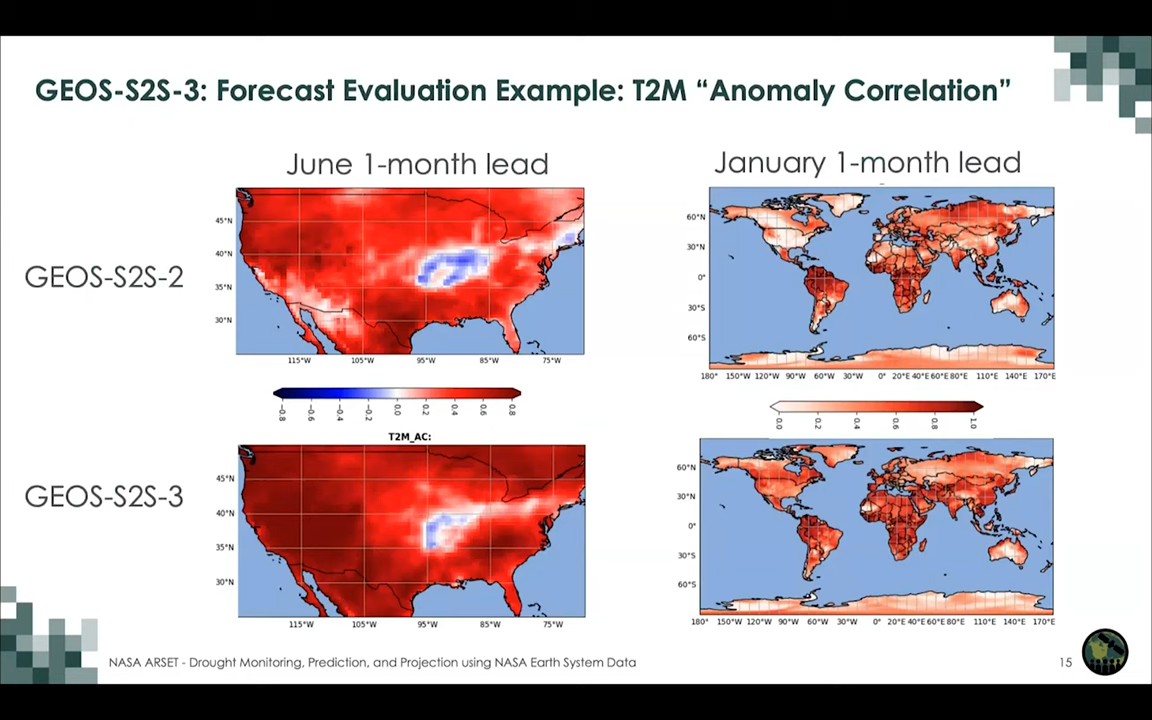 GEOS-S2S-3: Forecast Evaluation Example: T2M “Anomaly Correlation”
June 1-month lead
January 1-month lead
GEOS-S2S-2
45°N
40°N
35°N
30°N
115°W 105°W 95°W 85°W 75°W
60°N
30°N
0°
30°S
60°S
180° 150°W 120°W 90°W 60°W 30°W 0° 20°E 40°E 60°E 80°E 110°E 140°E 170°E
-0.8 -0.6 -0.4 -0.2 0.0 0.2 0.4 0.6 0.8
0.0 0.2 0.4 0.6 0.8 1.0
T2M_AC:
GEOS-S2S-3
45°N
40°N
35°N
30°N
115°W 105°W 95°W 85°W 75°W
60°N
30°N
0°
30°S
60°S
180° 150°W 120°W 90°W 60°W 30°W 0° 20°E 40°E 60°E 80°E 110°E 140°E 170°E
NASA ARSET - Drought Monitoring, Prediction, and Projection using NASA Earth System Data
15